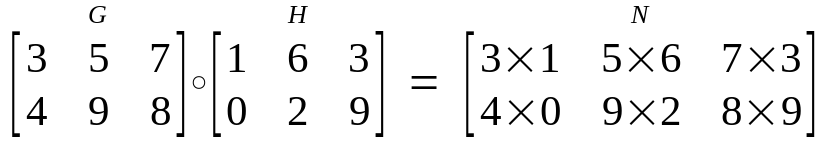 G H N
[3 5 7] ∘ [1 6 3] = [3×1 5×6 7×3]
[4 9 8] [0 2 9] [4×0 9×2 8×9]